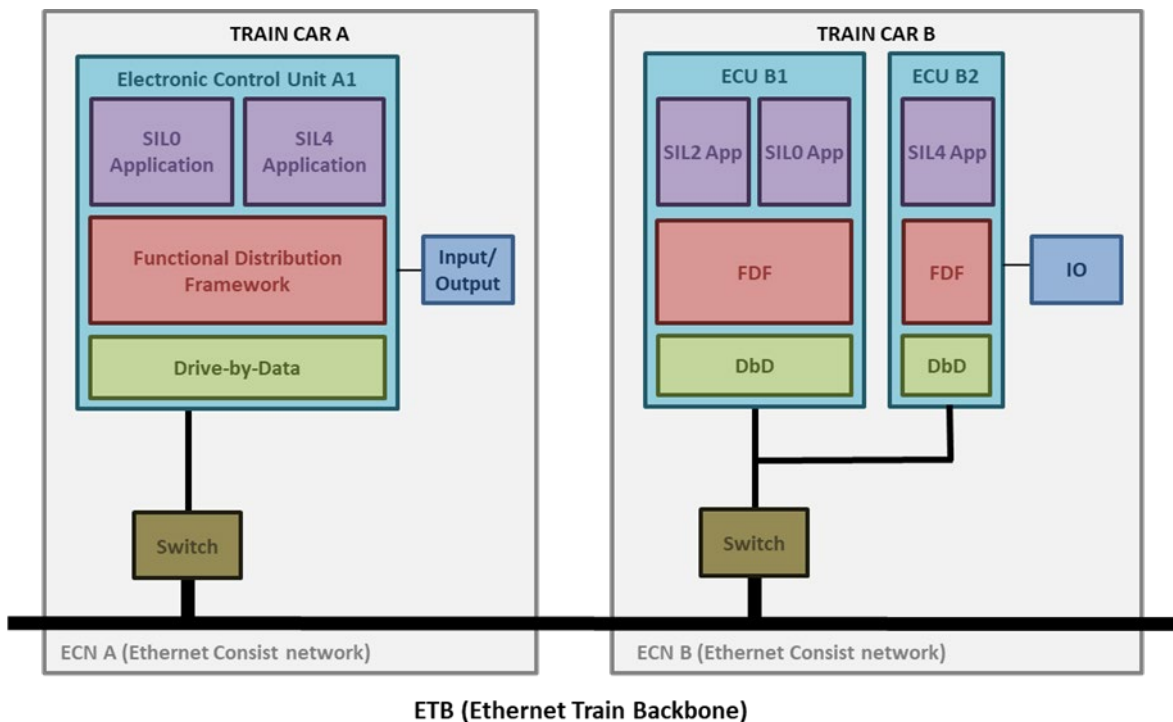 TRAIN CAR A
Electronic Control Unit A1
SIL0
Application
SIL4
Application
Functional Distribution
Framework
Input/
Output
Drive-by-Data
Switch
ECN A (Ethernet Consist network)
TRAIN CAR B
ECU B1
SIL2 App
SIL0 App
FDF
DbD
ECU B2
SIL4 App
FDF
DbD
IO
Switch
ECN B (Ethernet Consist network)
ETB (Ethernet Train Backbone)